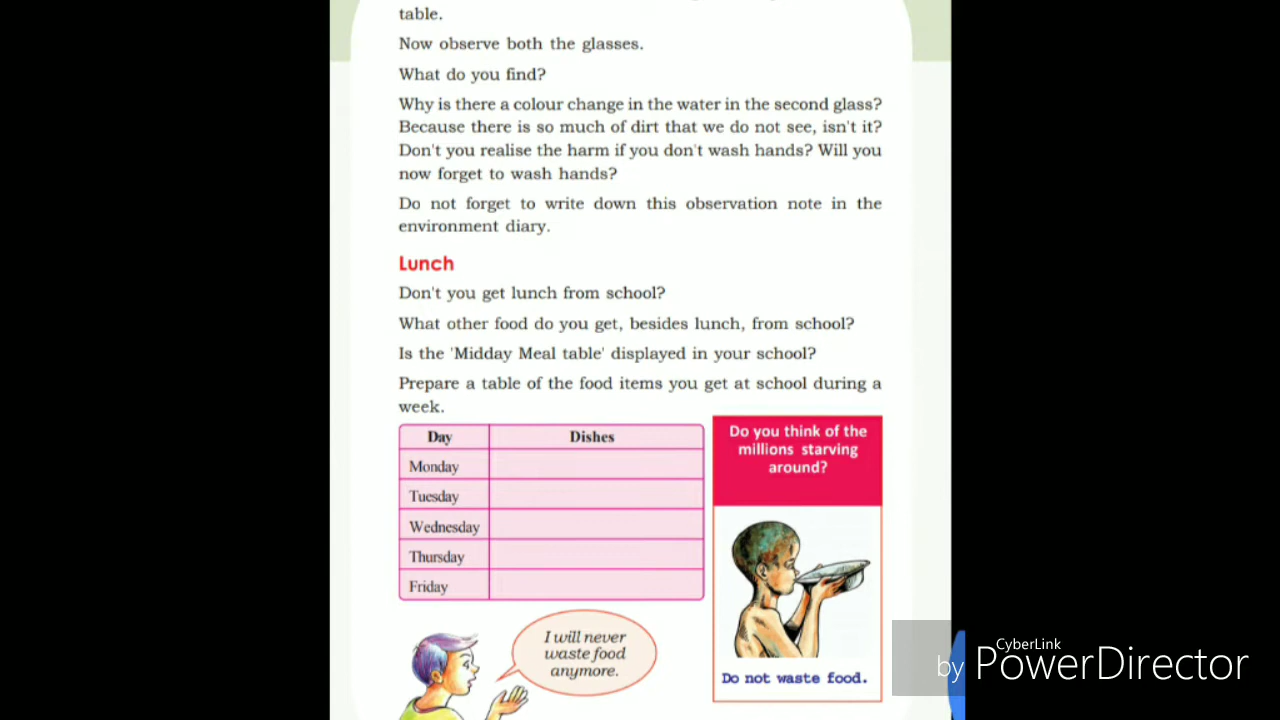 table.
Now observe both the glasses.
What do you find?
Why is there a colour change in the water in the second glass?
Because there is so much of dirt that we do not see, isn't it?
Don't you realise the harm if you don't wash hands? Will you
now forget to wash hands?
Do not forget to write down this observation note in the
environment diary.
Lunch
Don't you get lunch from school?
What other food do you get, besides lunch, from school?
Is the 'Midday Meal table' displayed in your school?
Prepare a table of the food items you get at school during a
week.
Day Dishes
Monday
Tuesday
Wednesday
Thursday
Friday
Do you think of the
millions starving
around?
Do not waste food.
I will never
waste food
anymore.
by CyberLink
PowerDirector